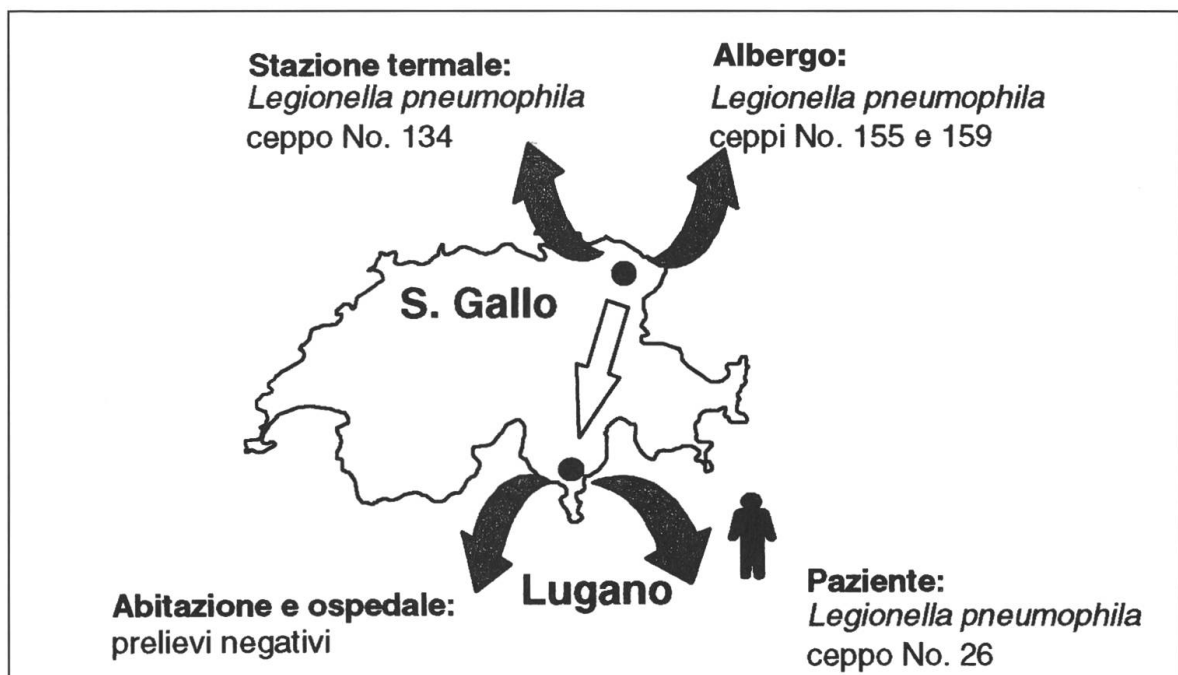 Stazione termale:
Legionella pneumophila
ceppo No. 134
Albergo:
Legionella pneumophila
ceppi No. 155 e 159
S. Gallo
Lugano
Abitazione e ospedale:
prelievi negativi
Paziente:
Legionella pneumophila
ceppo No. 26